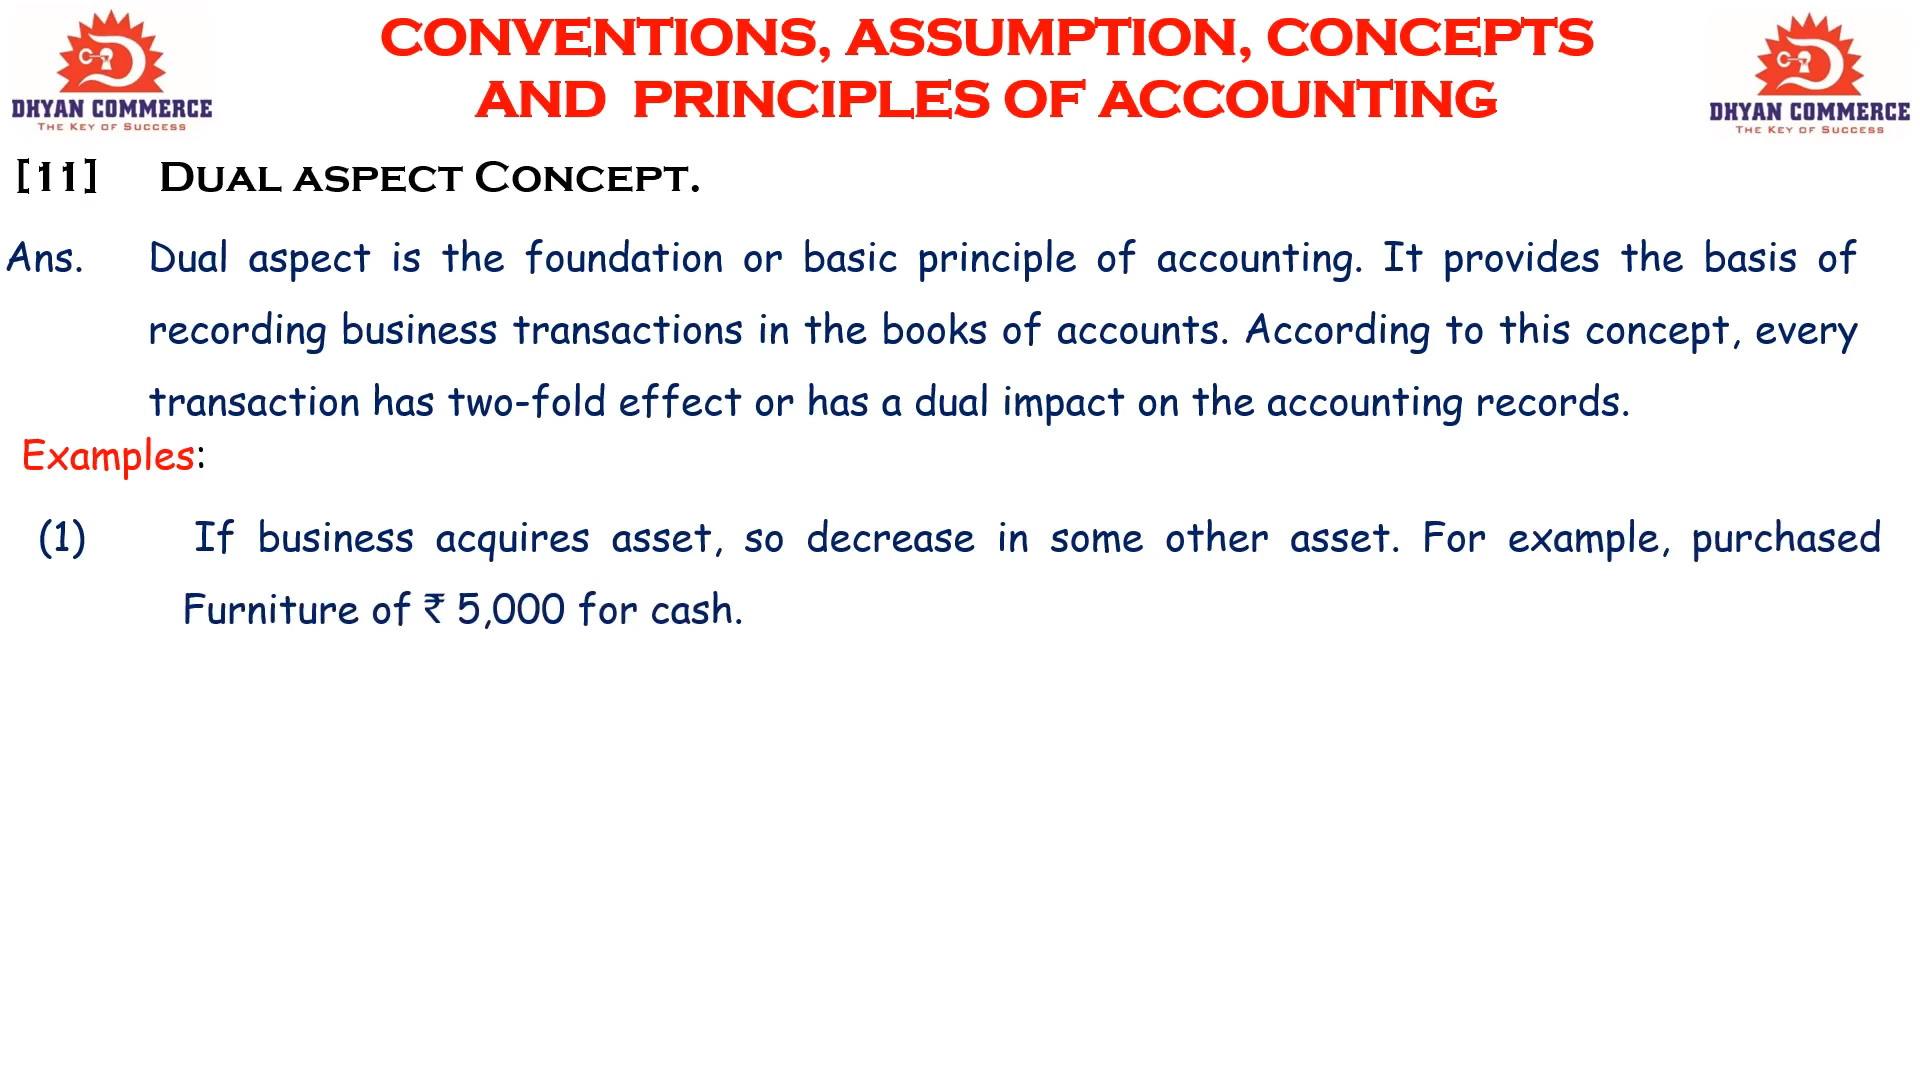 CONVENTIONS, ASSUMPTION, CONCEPTS
AND PRINCIPLES OF ACCOUNTING
DHYAN COMMERCE
THE KEY OF SUCCESS
DHYAN COMMERCE
THE KEY OF SUCCESS
[11] DUAL ASPECT CONCEPT.
Ans. Dual aspect is the foundation or basic principle of accounting. It provides the basis of
recording business transactions in the books of accounts. According to this concept, every
transaction has two-fold effect or has a dual impact on the accounting records.
Examples:
(1) If business acquires asset, so decrease in some other asset. For example, purchased
Furniture of ₹ 5,000 for cash.